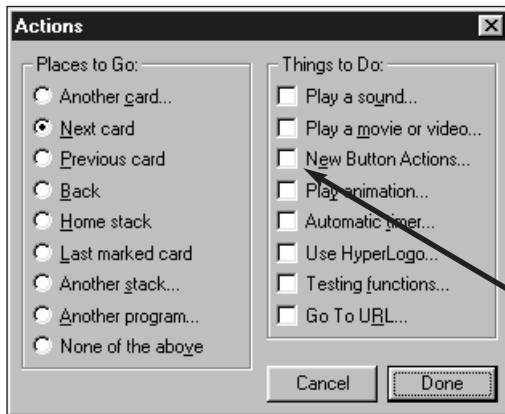 Actions
Places to Go:
Another card...
Next card
Previous card
Back
Home stack
Last marked card
Another stack...
Another program...
None of the above
Things to Do:
Play a sound...
Play a movie or video...
New Button Actions...
Play animation...
Automatic timer...
Use HyperLogo...
Testing functions...
Go To URL...
Cancel
Done